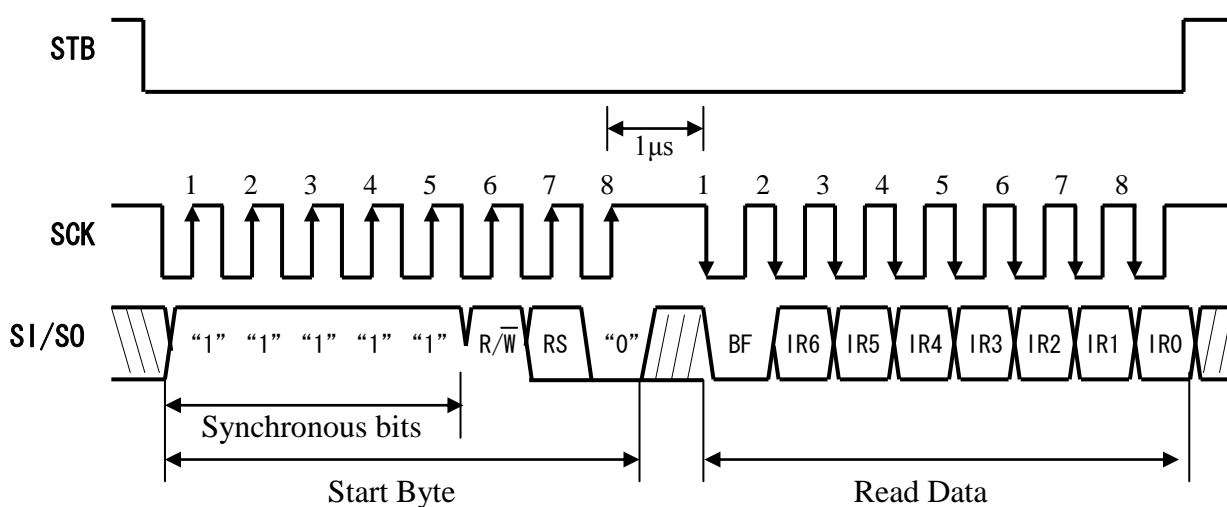 STB
1μs
1 2 3 4 5 6 7 8 1 2 3 4 5 6 7 8
SCK
SI/SO "1" "1" "1" "1" "1" R/W̅ RS "0" BF IR6 IR5 IR4 IR3 IR2 IR1 IR0
Synchronous bits
Start Byte Read Data